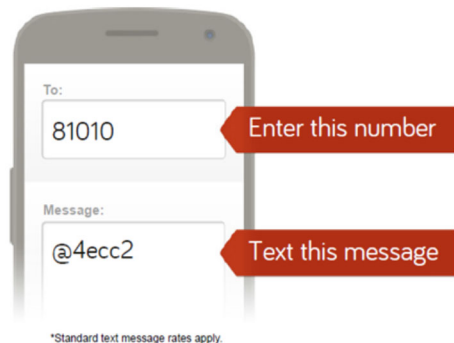 To:
81010
Enter this number
Message:
@4ecc2
Text this message
*Standard text message rates apply.